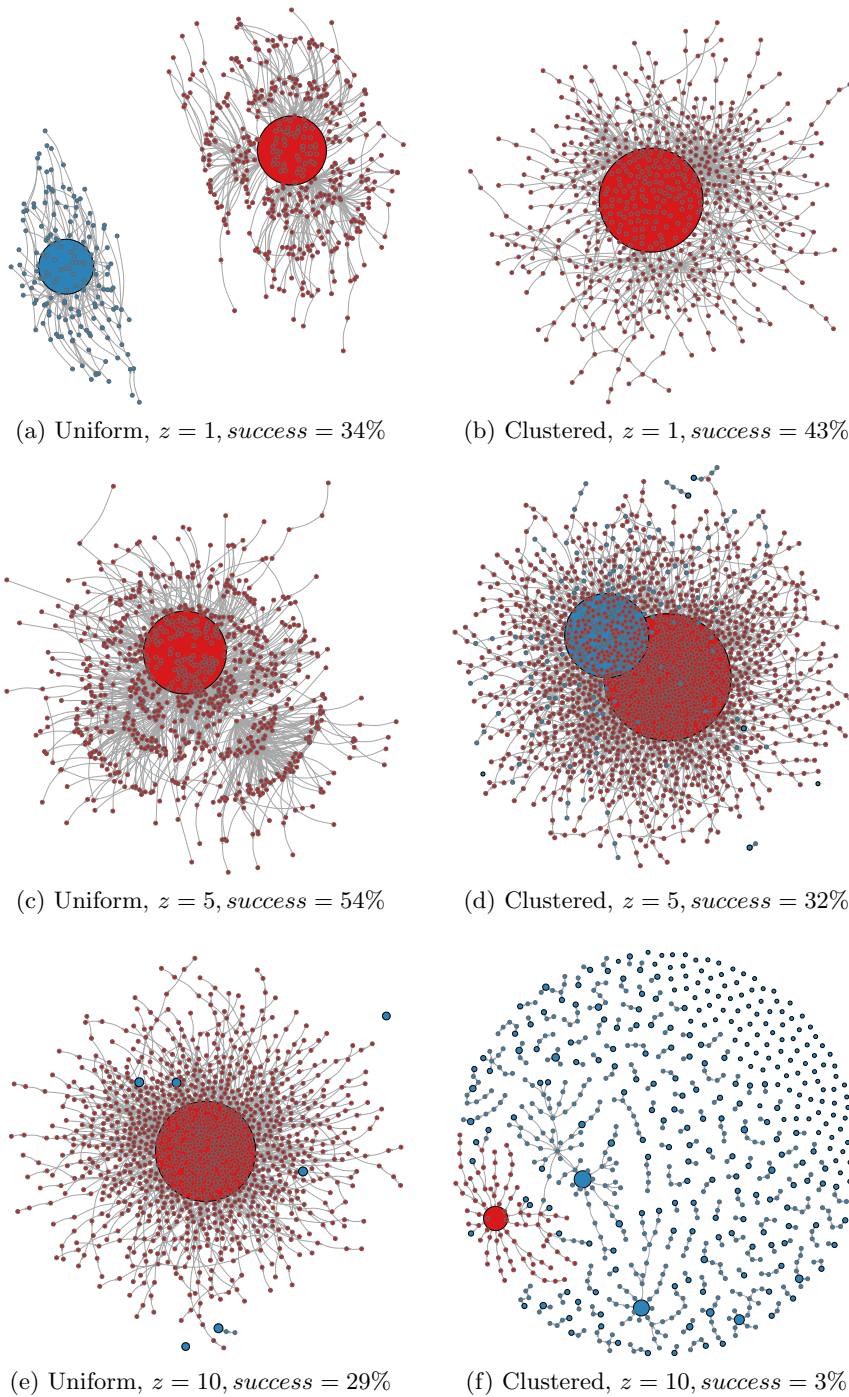 (a) Uniform, z = 1, success = 34%
(b) Clustered, z = 1, success = 43%
(c) Uniform, z = 5, success = 54%
(d) Clustered, z = 5, success = 32%
(e) Uniform, z = 10, success = 29%
(f) Clustered, z = 10, success = 3%